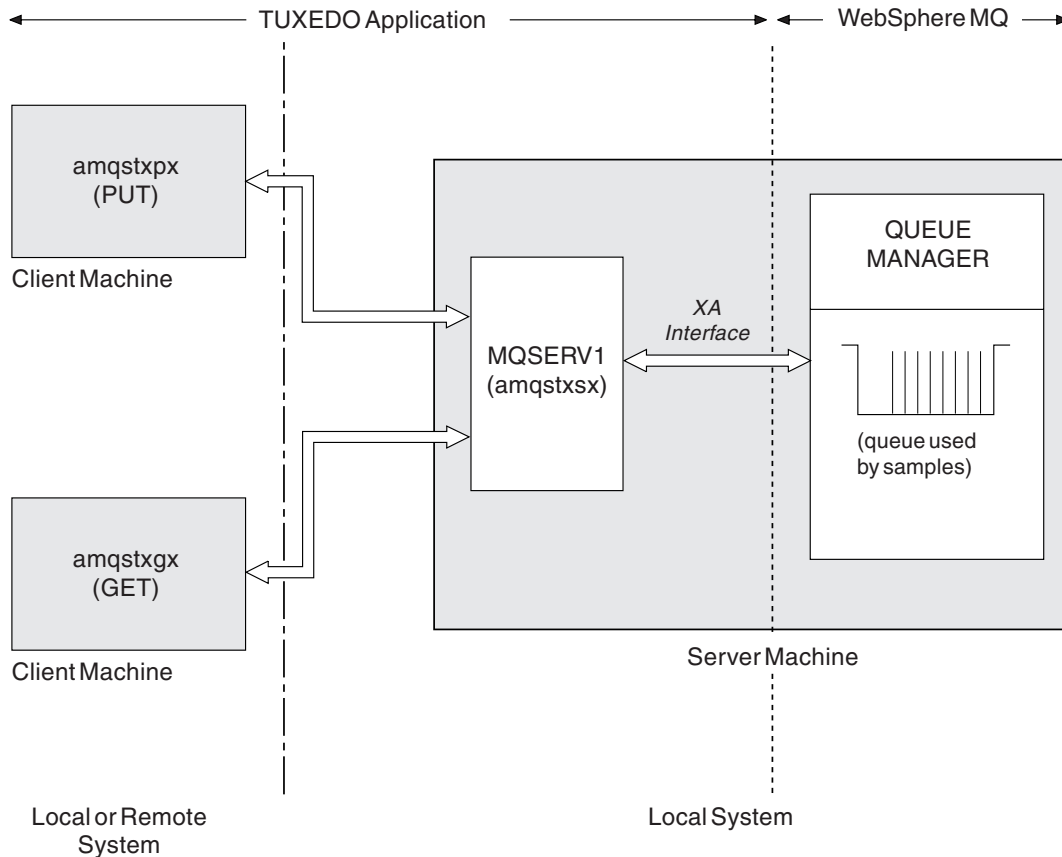 TUXEDO Application
WebSphere MQ
amqstxpx
(PUT)
Client Machine
QUEUE
MANAGER
XA
Interface
MQSERV1
(amqstxsx)
(queue used
by samples)
amqstxgx
(GET)
Client Machine
Server Machine
Local or Remote
System
Local System